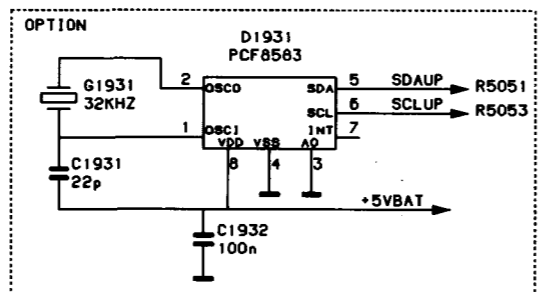 OPTION
D1931
PCF8583
G1931
32KHZ
2
OSCO
SDA
5
SDAUP
R5051
SCL
6
SCLUP
R5053
1
OSCI
INT
7
VDD
VSS
A0
8
4
3
C1931
22p
+5VBAT
C1932
100n